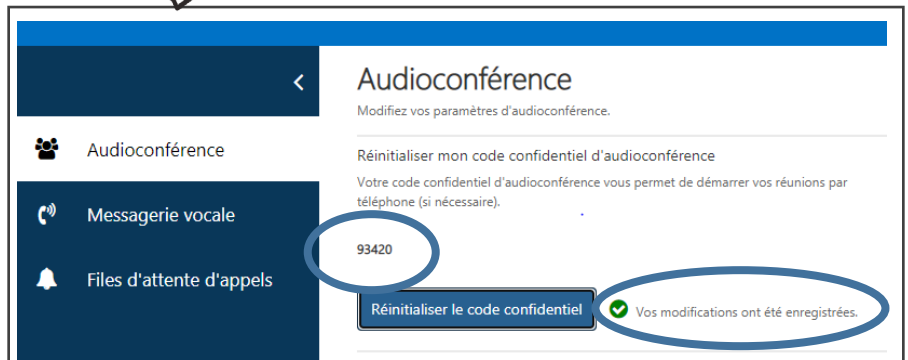 Audioconférence
Modifiez vos paramètres d'audioconférence.
Audioconférence
Messagerie vocale
Files d'attente d'appels
Réinitialiser mon code confidentiel d'audioconférence
Votre code confidentiel d'audioconférence vous permet de démarrer vos réunions par
téléphone (si nécessaire).
93420
Réinitialiser le code confidentiel
Vos modifications ont été enregistrées.